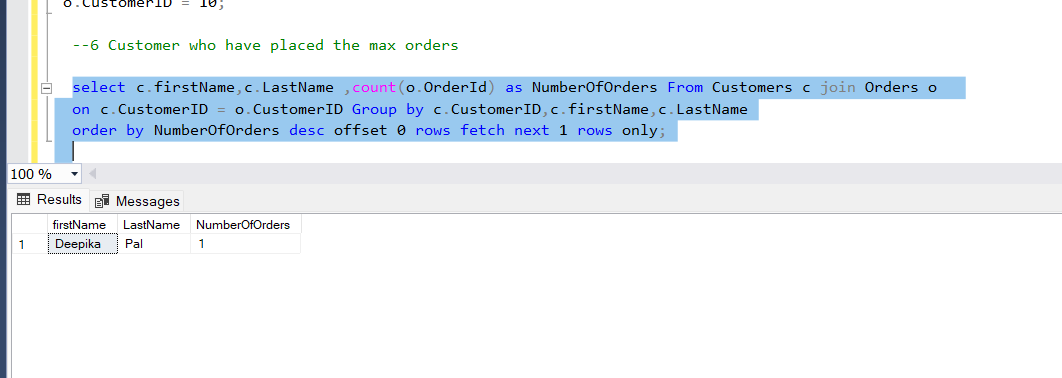 o.CustomerID = 10;
--6 Customer who have placed the max orders
select c.firstName,c.LastName ,count(o.OrderId) as NumberOfOrders From Customers c join Orders o
on c.CustomerID = o.CustomerID Group by c.CustomerID,c.firstName,c.LastName
order by NumberOfOrders desc offset 0 rows fetch next 1 rows only;
100 %
Results Messages
firstName LastName NumberOfOrders
1 Deepika Pal 1